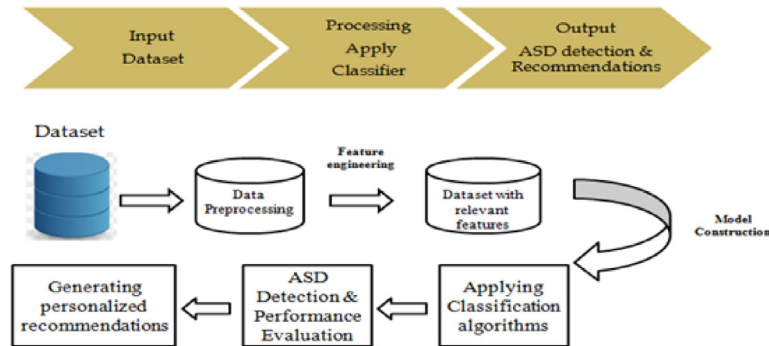 Input
Dataset
Processing
Apply
Classifier
Output
ASD detection &
Recommendations
Dataset
Data
Preprocessing
Feature
engineering
Dataset with
relevant
features
Model
Construction
Generating
personalized
recommendations
ASD
Detection &
Performance
Evaluation
Applying
Classification
algorithms